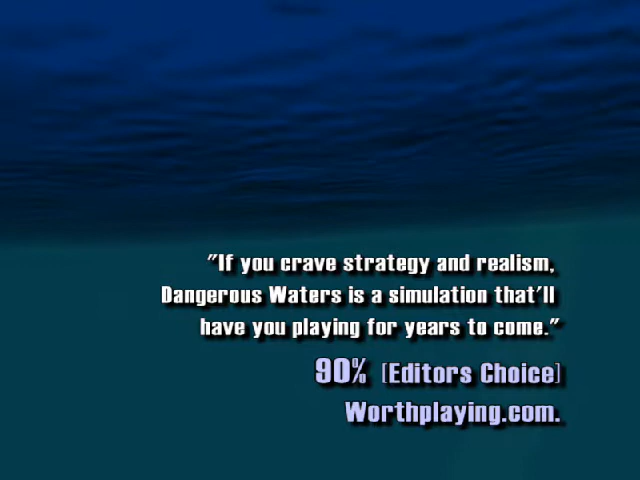 "If you crave strategy and realism,
Dangerous Waters is a simulation that'll
have you playing for years to come."
90% [Editors Choice]
Worthplaying.com.